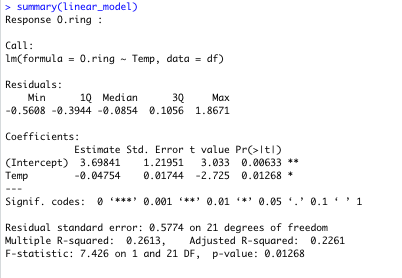 > summary(linear_model)
Response O.ring :

Call:
lm(formula = O.ring ~ Temp, data = df)

Residuals:
    Min      1Q  Median      3Q     Max
-0.5608 -0.3944 -0.0854  0.1056  1.8671

Coefficients:
            Estimate Std. Error t value Pr(>|t|)
(Intercept)  3.69841    1.21951   3.033  0.00633 **
Temp        -0.04754    0.01744  -2.725  0.01268 *
---
Signif. codes:  0 ‘***’ 0.001 ‘**’ 0.01 ‘*’ 0.05 ‘.’ 0.1 ‘ ’ 1

Residual standard error: 0.5774 on 21 degrees of freedom
Multiple R-squared:  0.2613,	Adjusted R-squared:  0.2261
F-statistic: 7.426 on 1 and 21 DF,  p-value: 0.01268